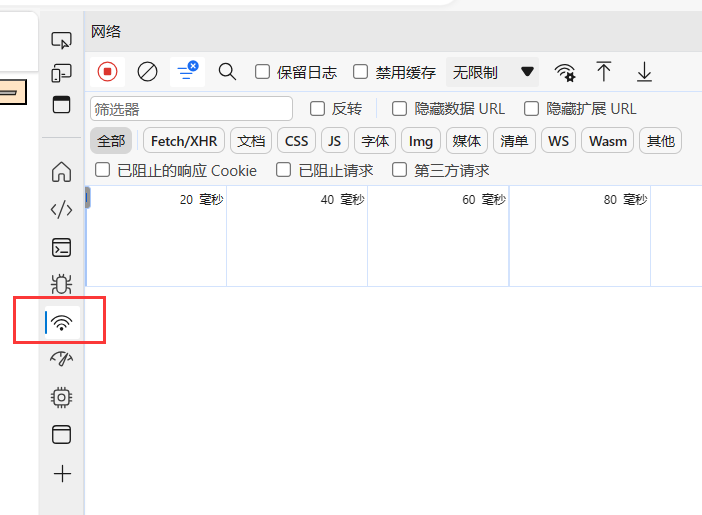 网络
保留日志 禁用缓存 无限制
筛选器 反转 隐藏数据 URL 隐藏扩展 URL
全部 Fetch/XHR 文档 CSS JS 字体 Img 媒体 清单 WS Wasm 其他
已阻止的响应 Cookie 已阻止请求 第三方请求
20 毫秒 40 毫秒 60 毫秒 80 毫秒